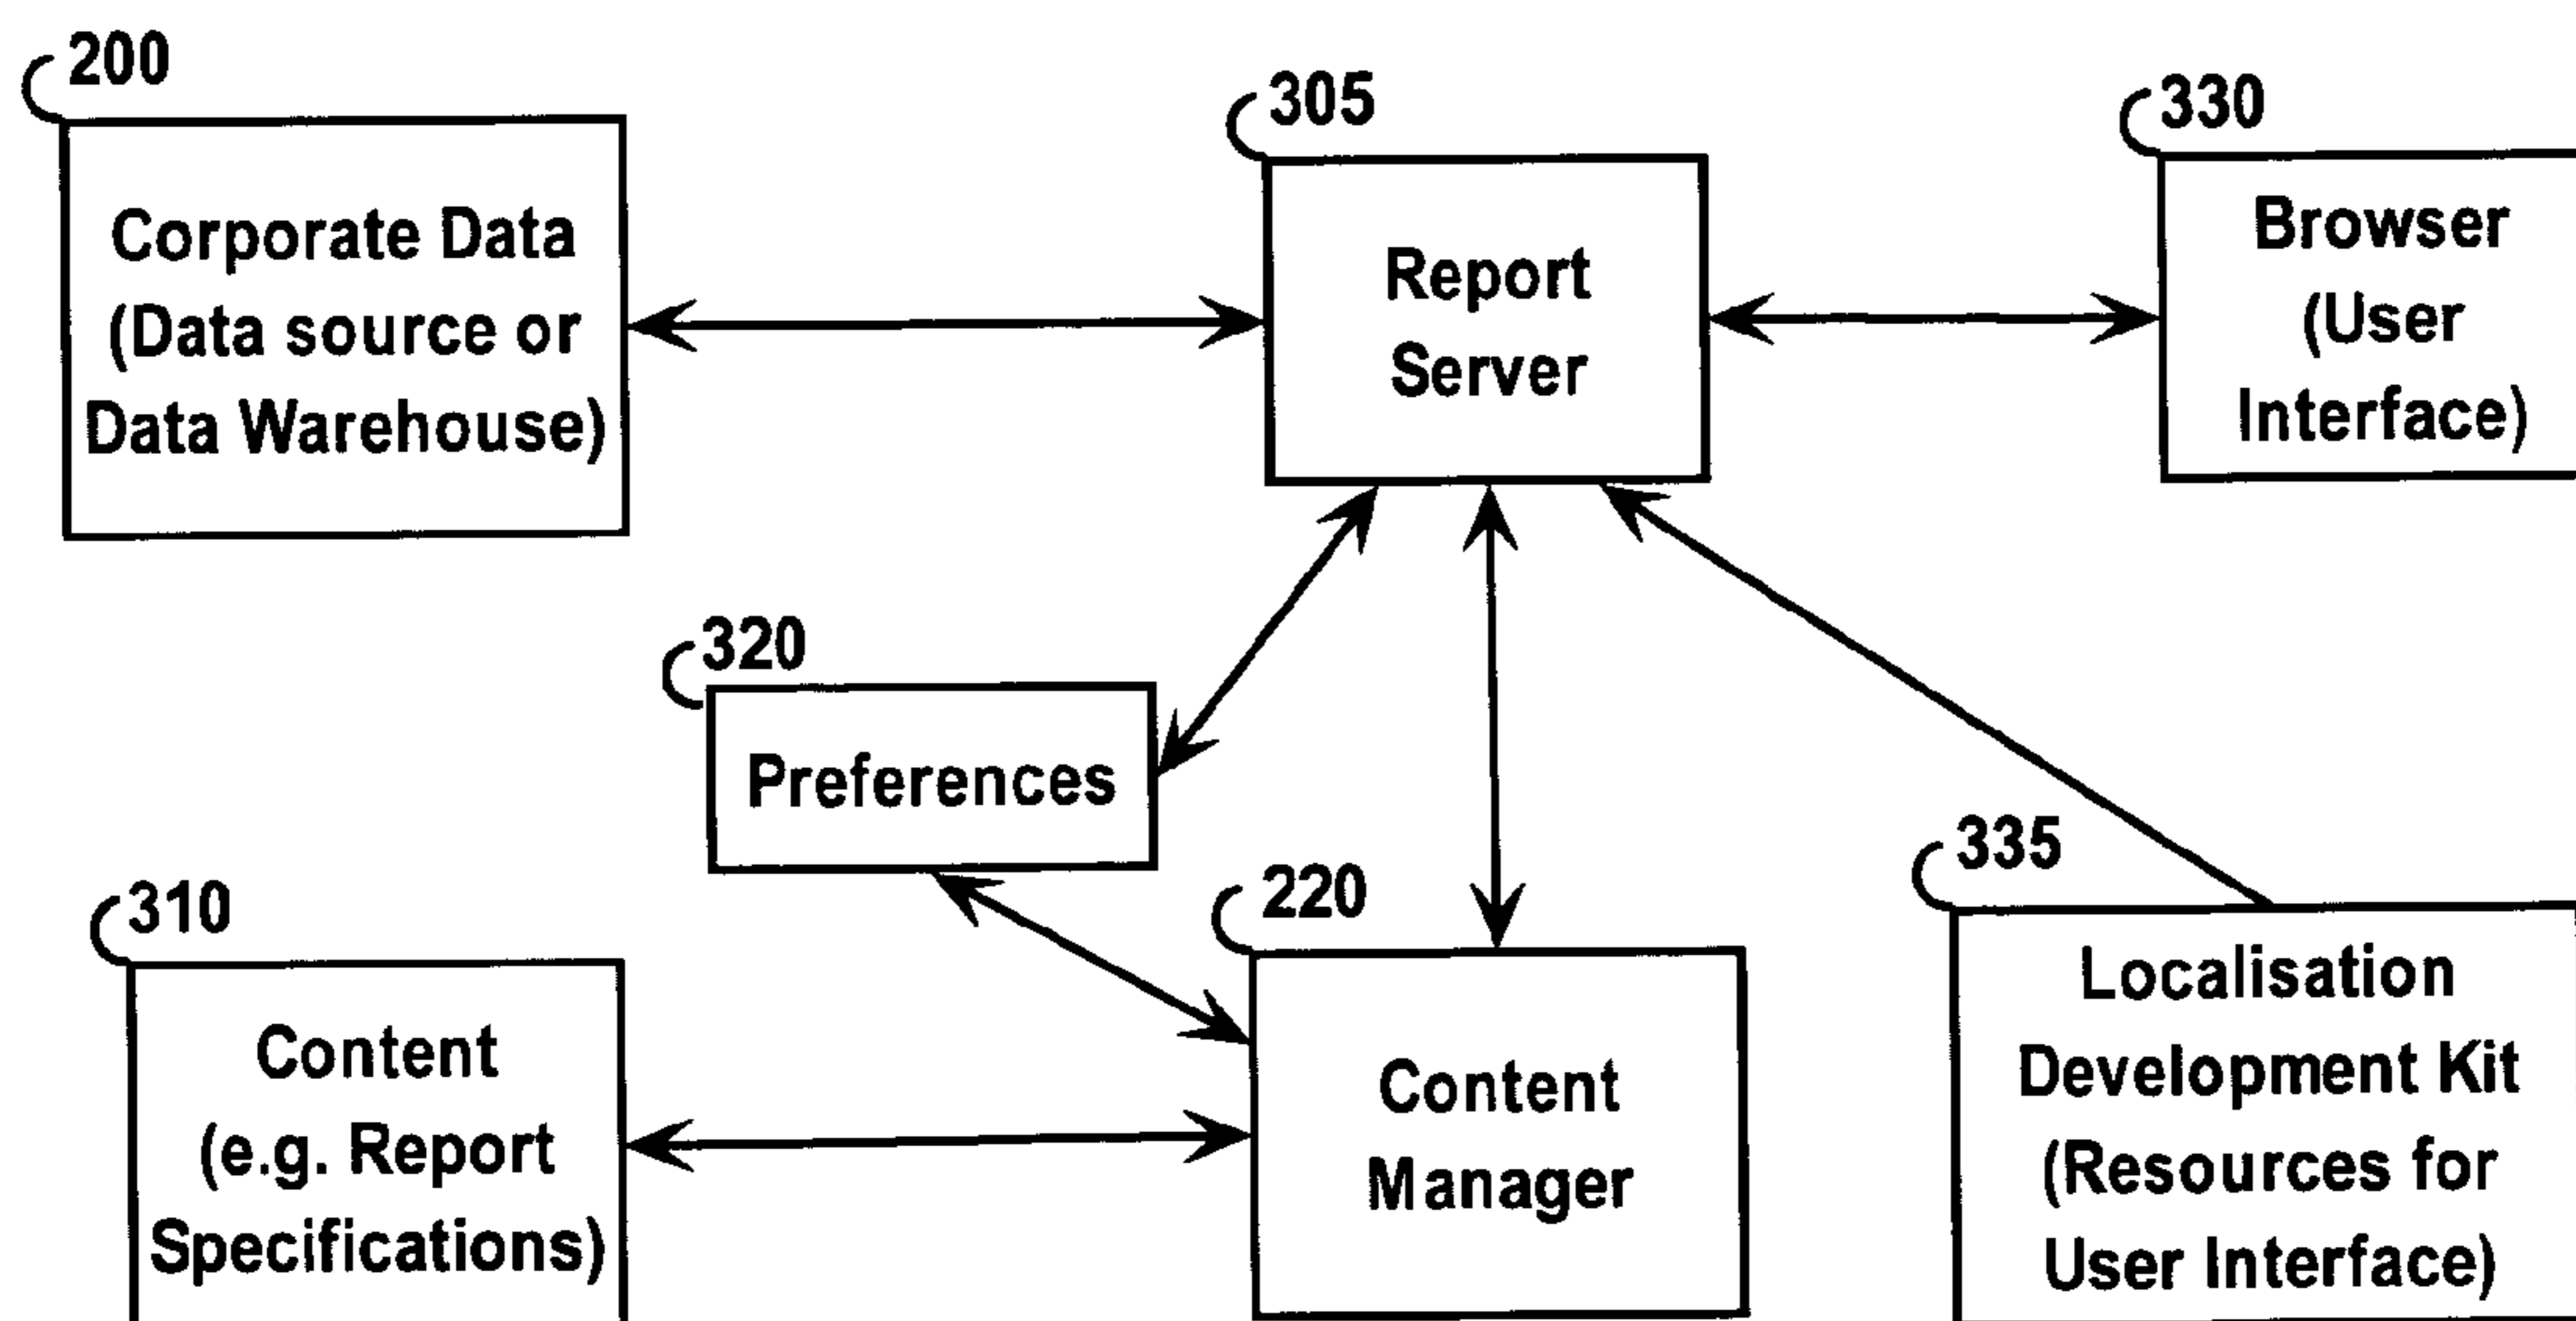 200
Corporate Data
(Data source or
Data Warehouse)
305
Report
Server
330
Browser
(User
Interface)
320
Preferences
310
Content
(e.g. Report
Specifications)
220
Content
Manager
335
Localisation
Development Kit
(Resources for
User Interface)